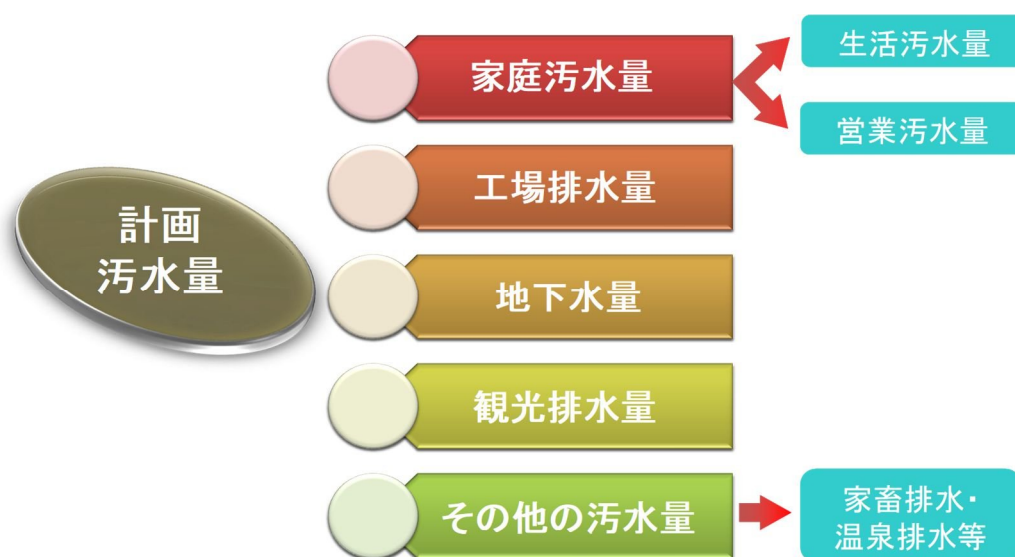 計画
汚水量
家庭汚水量
生活汚水量
営業汚水量
工場排水量
地下水量
観光排水量
その他の汚水量
家畜排水・
温泉排水等